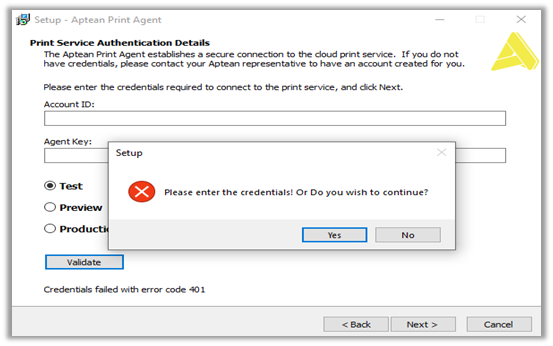 Setup - Aptean Print Agent
Print Service Authentication Details
The Aptean Print Agent establishes a secure connection to the cloud print service. If you do not
have credentials, please contact your Aptean representative to have an account created for you.
Please enter the credentials required to connect to the print service, and click Next.
Account ID:
Agent Key:
Setup
Please enter the credentials! Or Do you wish to continue?
Yes
No
Test
Preview
Producti
Validate
Credentials failed with error code 401
< Back
Next >
Cancel